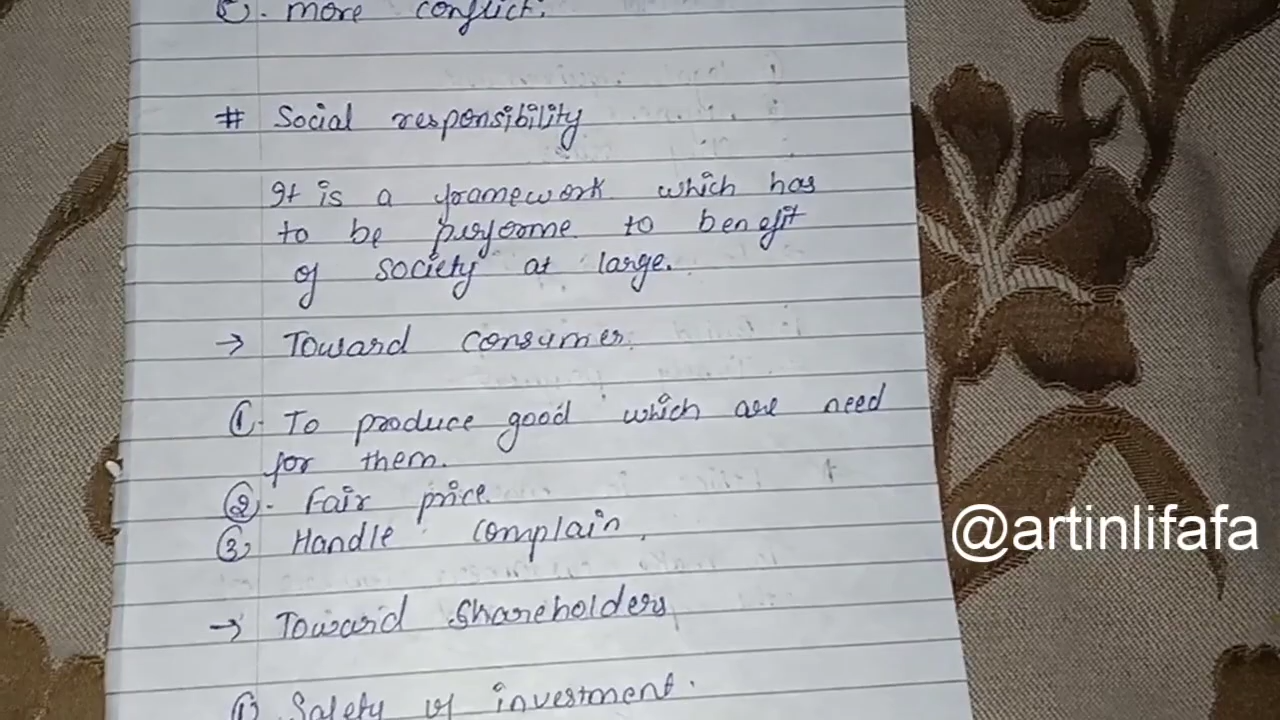 5. more conflict.
# Social responsibility
It is a framework which has
to be purforme to benefit
of society at large.
→ Toward consumer.
①. To produce good which are need
for them.
②. Fair price.
③ Handle complain.
→ Toward Shareholders
① Safety of investment.
@artinlifafa